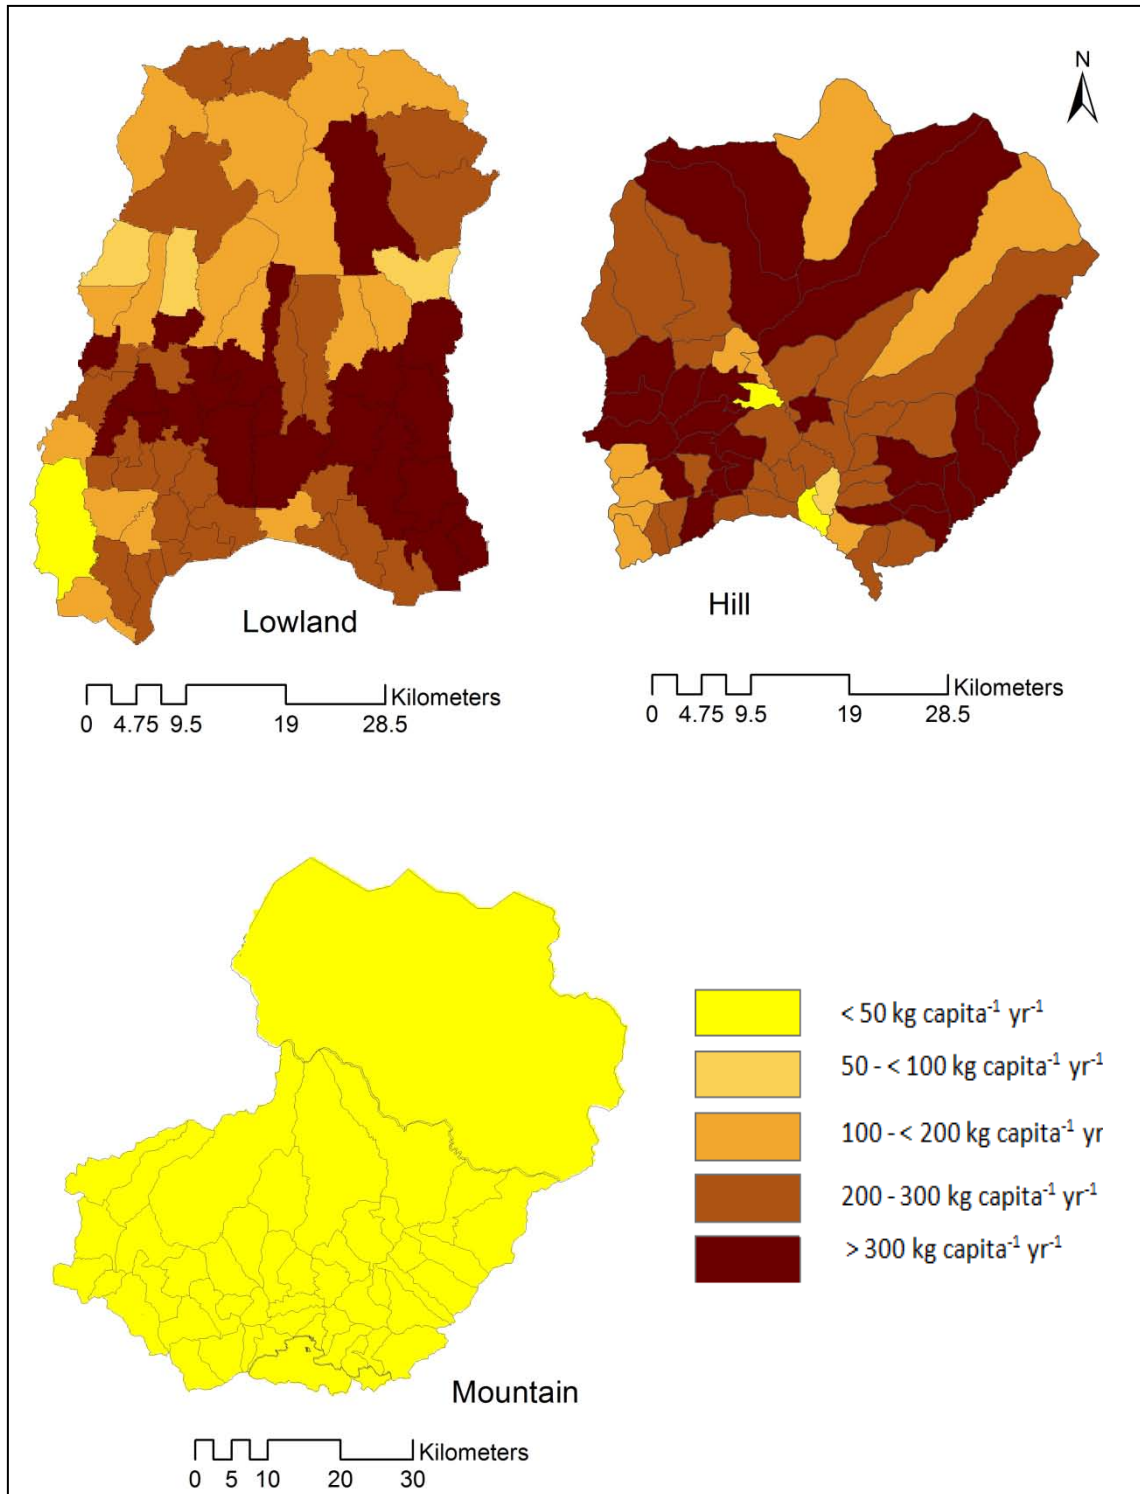 N
Lowland
Hill
Kilometers
0 4.75 9.5 19 28.5
Kilometers
0 4.75 9.5 19 28.5
< 50 kg capita⁻¹ yr⁻¹
50 - < 100 kg capita⁻¹ yr⁻¹
100 - < 200 kg capita⁻¹ yr
200 - 300 kg capita⁻¹ yr⁻¹
> 300 kg capita⁻¹ yr⁻¹
Mountain
Kilometers
0 5 10 20 30